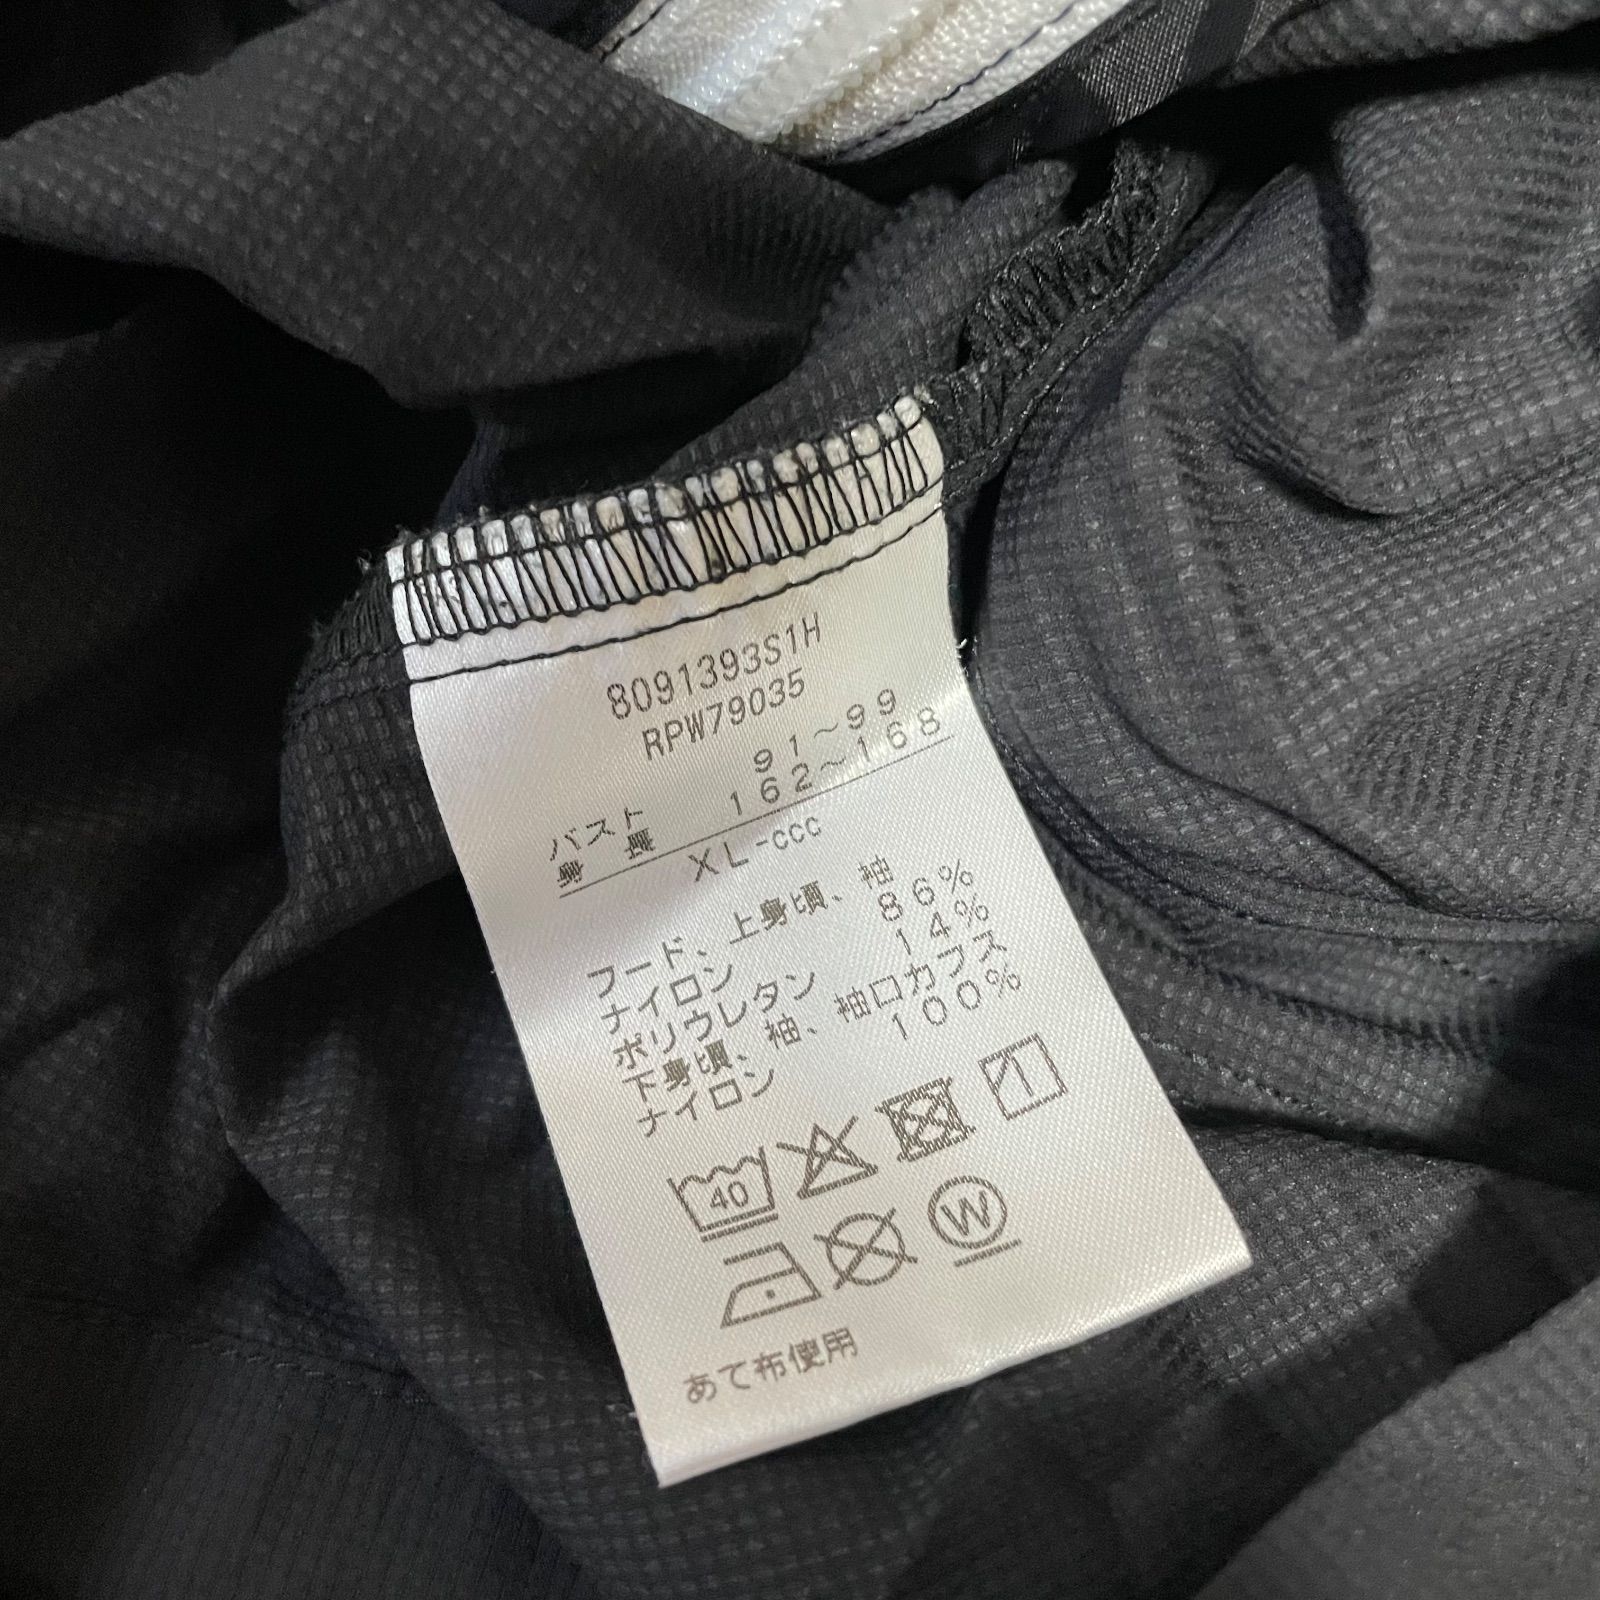 8091393S1H
RPW79035
バスト 91～99
身長 162～168
XL-ccc
フード、上身頃、袖
ナイロン 86%
ポリウレタン 14%
下身頃、袖、袖口カフス
ナイロン 100%
40
W
あて布使用